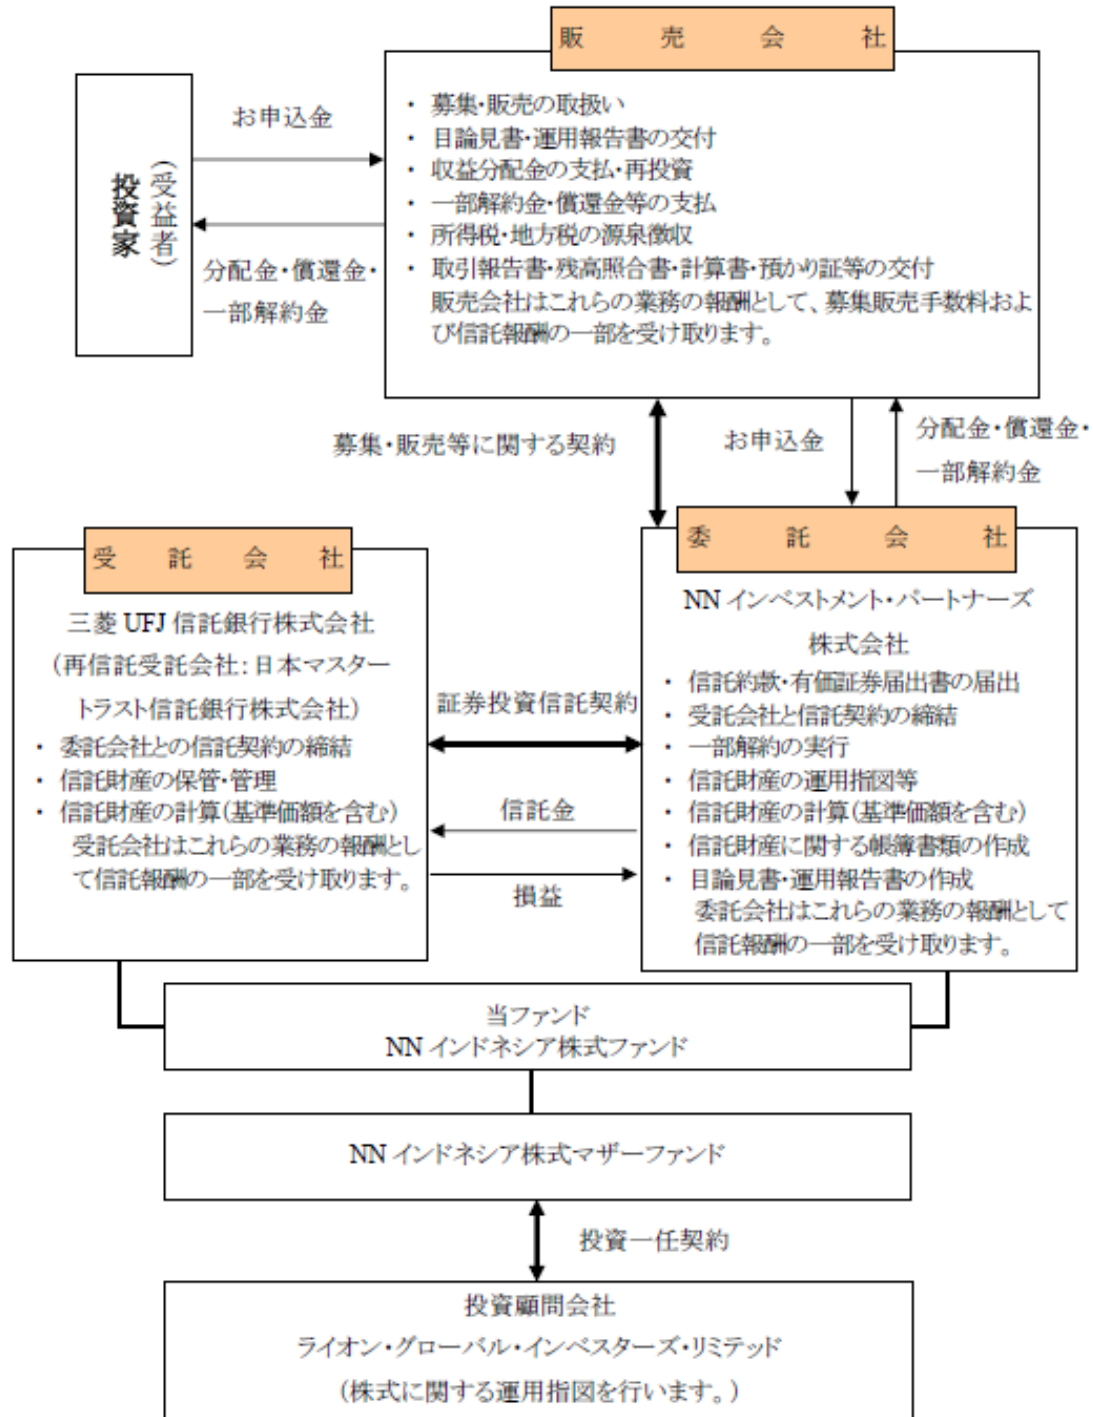 販売会社
・ 募集・販売の取扱い
・ 目論見書・運用報告書の交付
・ 収益分配金の支払・再投資
・ 一部解約金・償還金等の支払
・ 所得税・地方税の源泉徴収
・ 取引報告書・残高照合書・計算書・預かり証等の交付
販売会社はこれらの業務の報酬として、募集販売手数料およ
び信託報酬の一部を受け取ります。
投資家
(受益者)
お申込金
分配金・償還金・
一部解約金
募集・販売等に関する契約
お申込金
分配金・償還金・
一部解約金
受託会社
三菱 UFJ 信託銀行株式会社
(再信託受託会社:日本マスター
トラスト信託銀行株式会社)
・ 委託会社との信託契約の締結
・ 信託財産の保管・管理
・ 信託財産の計算(基準価額を含む)
受託会社はこれらの業務の報酬とし
て信託報酬の一部を受け取ります。
証券投資信託契約
信託金
損益
委託会社
NN インベストメント・パートナーズ
株式会社
・ 信託約款・有価証券届出書の届出
・ 受託会社と信託契約の締結
・ 一部解約の実行
・ 信託財産の運用指図等
・ 信託財産の計算(基準価額を含む)
・ 信託財産に関する帳簿書類の作成
・ 目論見書・運用報告書の作成
委託会社はこれらの業務の報酬として
信託報酬の一部を受け取ります。
当ファンド
NN インドネシア株式ファンド
NN インドネシア株式マザーファンド
投資一任契約
投資顧問会社
ライオン・グローバル・インベスターズ・リミテッド
(株式に関する運用指図を行います。)